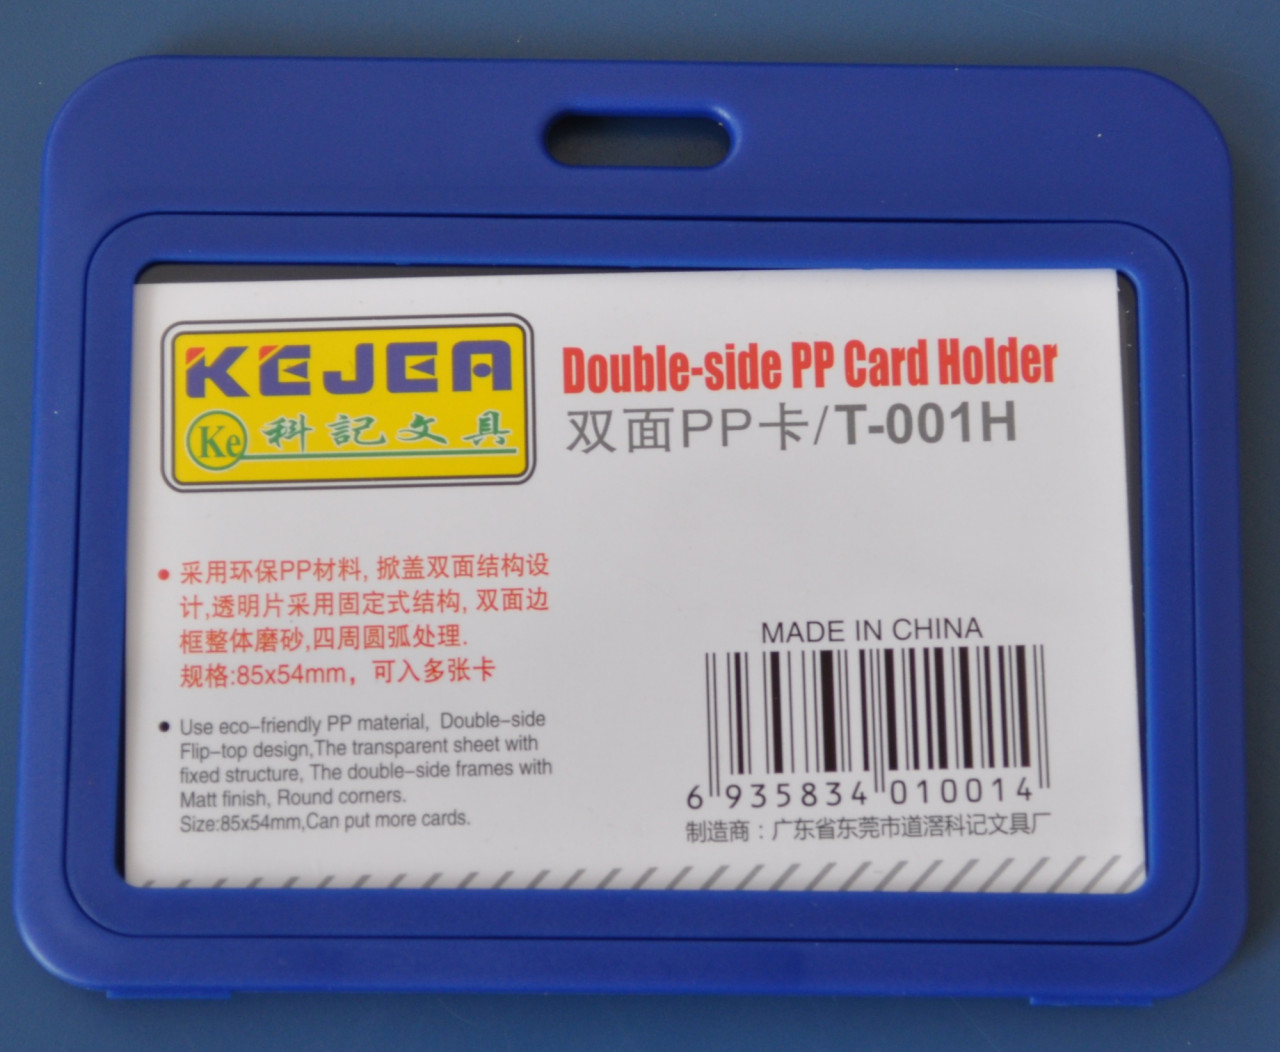 KEJEA
Ke 科記文具
Double-side PP Card Holder
双面PP卡/T-001H
• 采用环保PP材料, 掀盖双面结构设
计,透明片采用固定式结构, 双面边
框整体磨砂,四周圆弧处理.
规格:85x54mm，可入多张卡
• Use eco-friendly PP material, Double-side
Flip-top design,The transparent sheet with
fixed structure, The double-side frames with
Matt finish, Round corners.
Size:85x54mm,Can put more cards.
MADE IN CHINA
6 935834 010014
制造商：广东省东莞市道滘科记文具厂